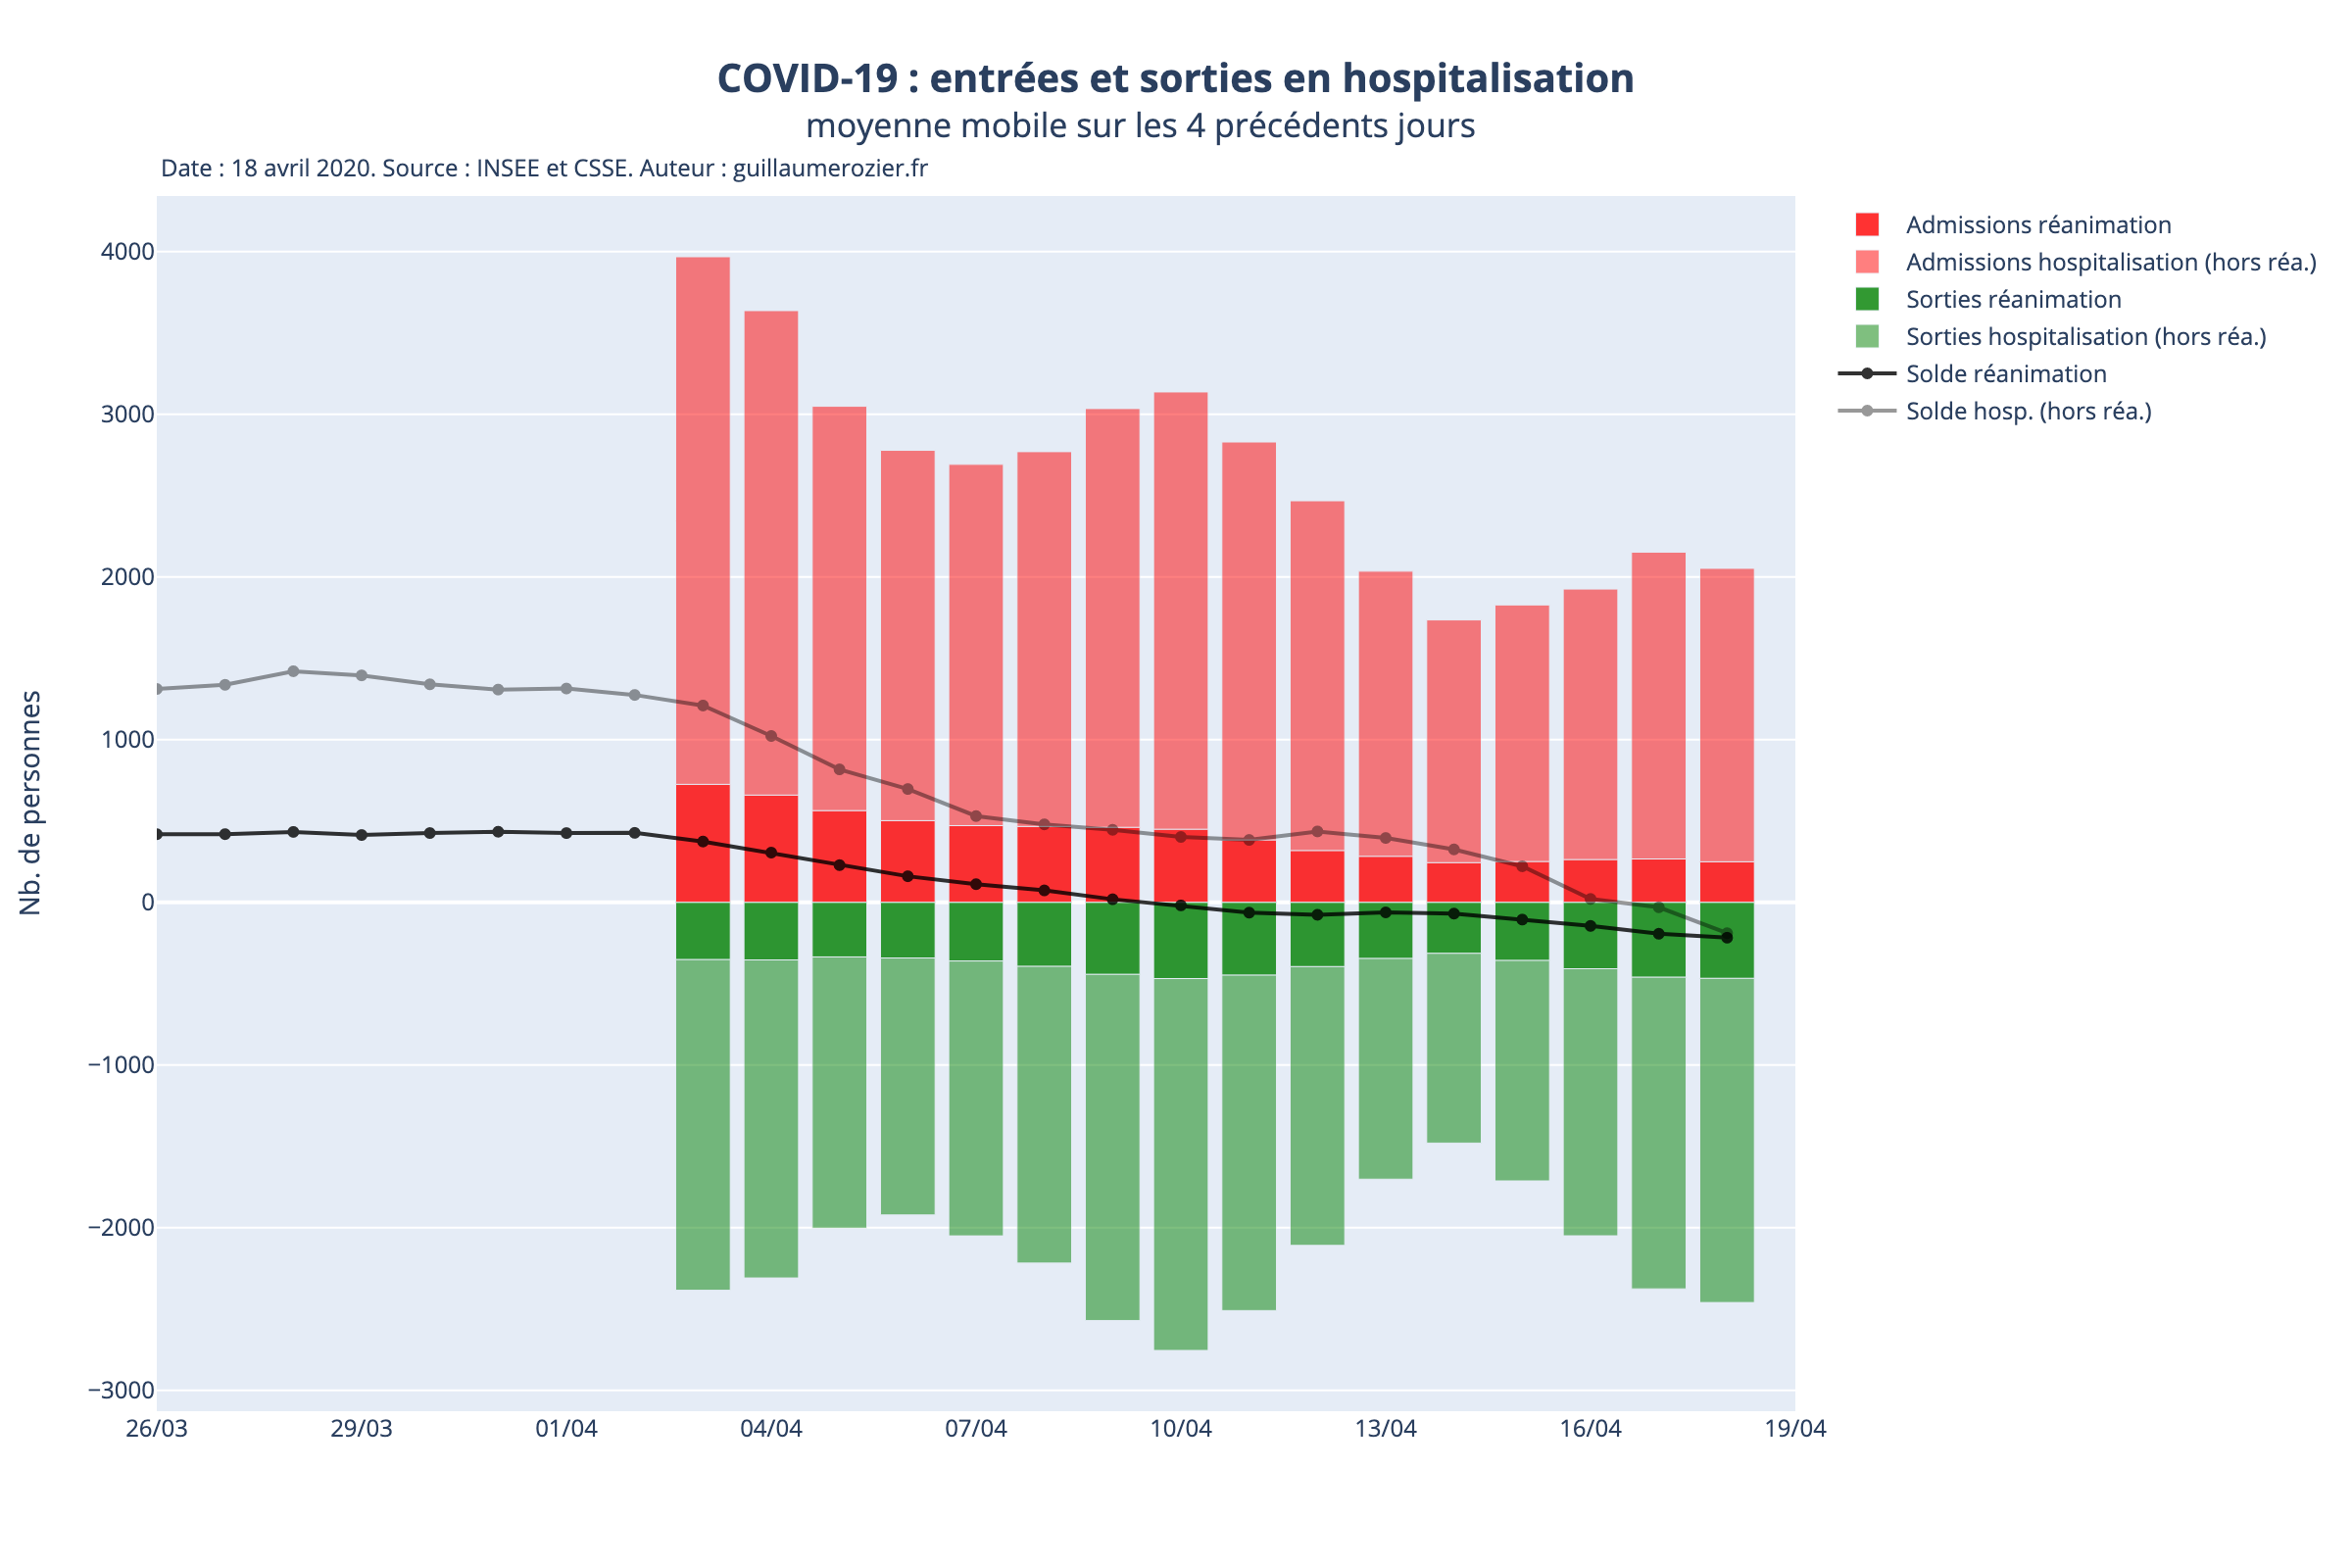 COVID-19 : entrées et sorties en hospitalisation
moyenne mobile sur les 4 précédents jours
Date : 18 avril 2020. Source : INSEE et CSSE. Auteur : guillaumerozier.fr
Admissions réanimation
Admissions hospitalisation (hors réa.)
Sorties réanimation
Sorties hospitalisation (hors réa.)
Solde réanimation
Solde hosp. (hors réa.)
Nb. de personnes
4000
3000
2000
1000
0
−1000
−2000
−3000
26/03 29/03 01/04 04/04 07/04 10/04 13/04 16/04 19/04